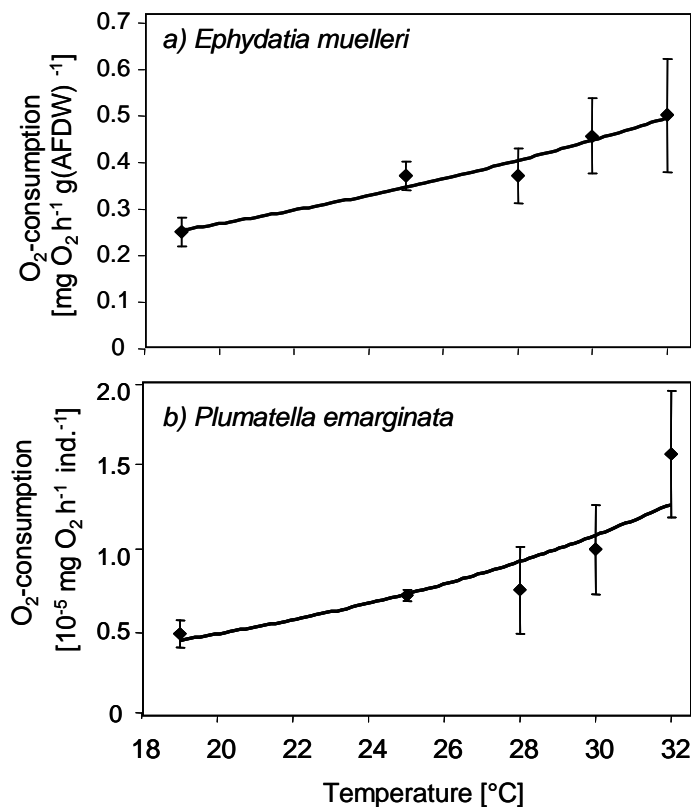 a) Ephydatia muelleri
O₂-consumption
[mg O₂ h⁻¹ g(AFDW) ⁻¹]
0.7
0.6
0.5
0.4
0.3
0.2
0.1
0
b) Plumatella emarginata
O₂-consumption
[10⁻⁵ mg O₂ h⁻¹ ind.⁻¹]
2.0
1.5
1.0
0.5
0
18 20 22 24 26 28 30 32
Temperature [°C]